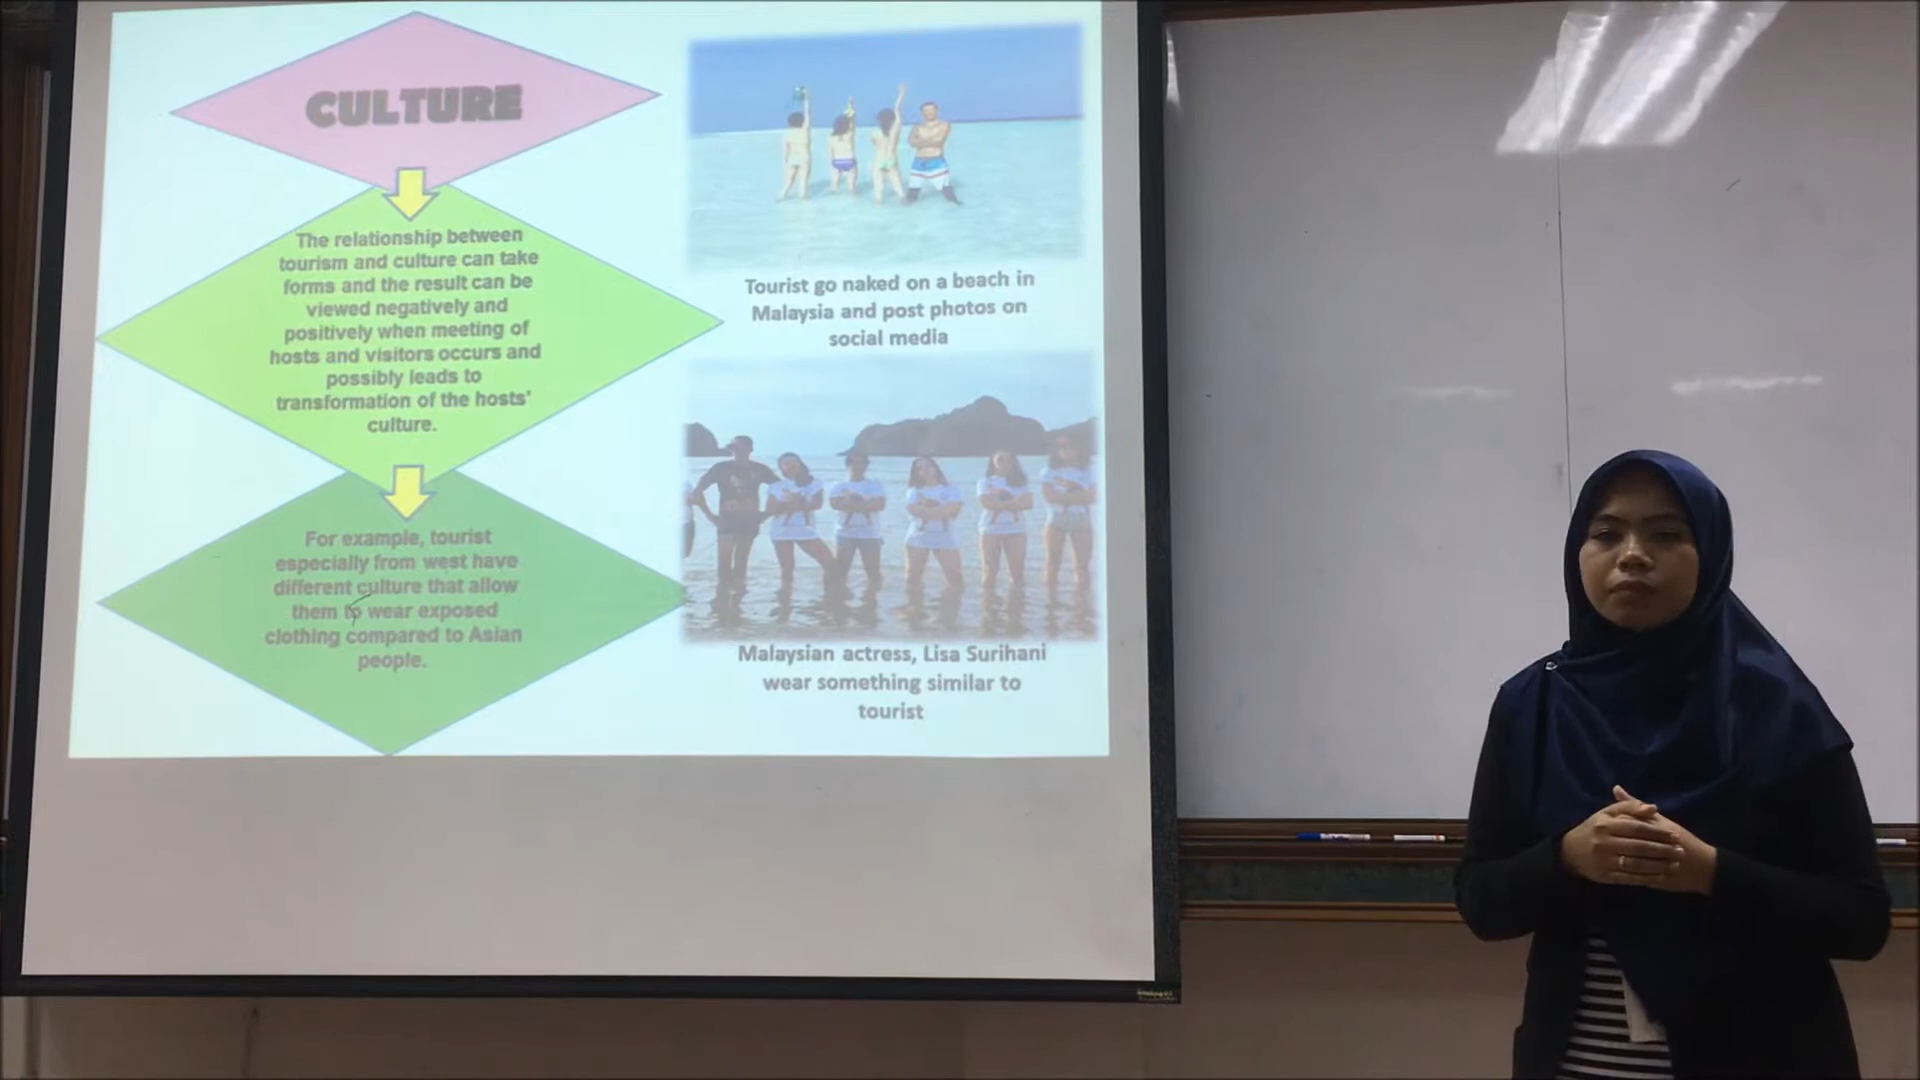 CULTURE
The relationship between
tourism and culture can take
forms and the result can be
viewed negatively and
positively when meeting of
hosts and visitors occurs and
possibly leads to
transformation of the hosts'
culture.
For example, tourist
especially from west have
different culture that allow
them to wear exposed
clothing compared to Asian
people.
Tourist go naked on a beach in
Malaysia and post photos on
social media
Malaysian actress, Lisa Surihani
wear something similar to
tourist